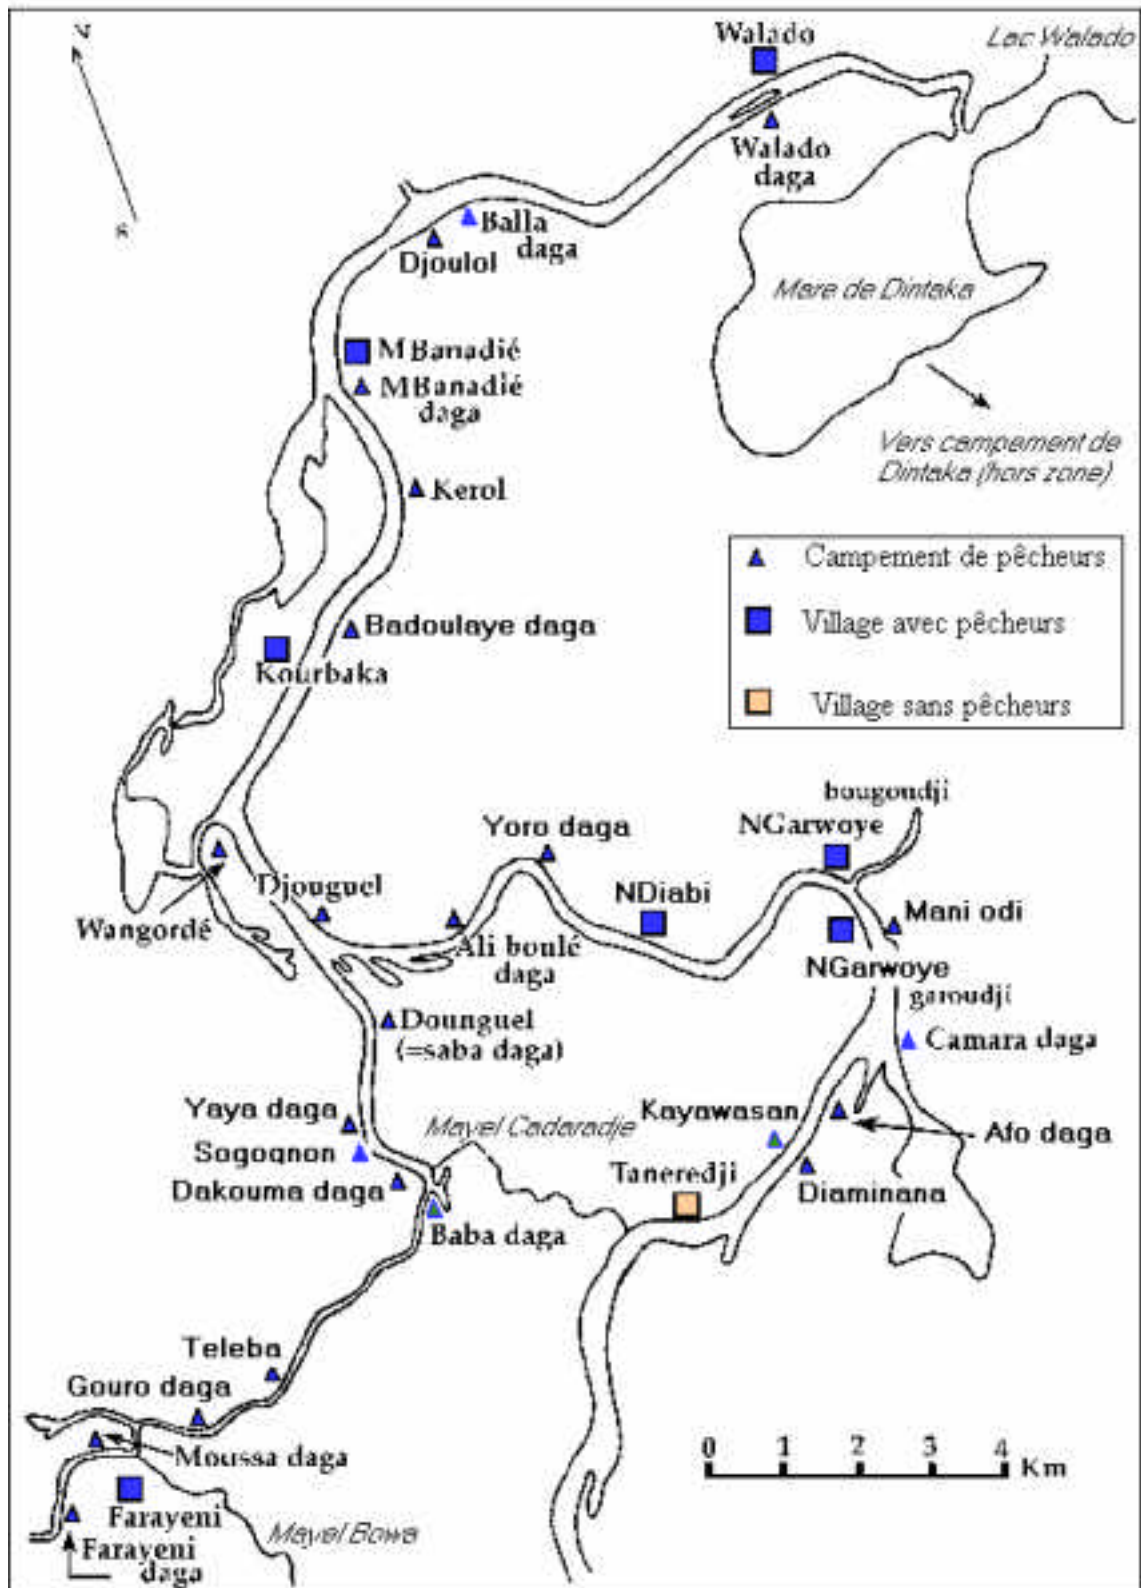 N
s
Walado
Lac Walado
Walado
daga
Balla
daga
Djoulol
Mare de Dintaka
MBanadié
MBanadié
daga
Vers campement de
Dintaka (hors zone)
Kerol
Campement de pêcheurs
Village avec pêcheurs
Village sans pêcheurs
Badoulaye daga
Kourbaka
bougoudji
NGarwoye
Yoro daga
Djouguel
NDiabi
Mani odi
Wangordé
Ali boulé
daga
NGarwoye
garoudji
Dounguel
(=saba daga)
Camara daga
Yaya daga
Mayel Cadaradje
Kayawasan
Afo daga
Sogoqnon
Taneredji
Dakouma daga
Diaminana
Baba daga
Teleba
Gouro daga
Moussa daga
0 1 2 3 4
Km
Farayeni
Mayel Bowa
Farayeni
daga